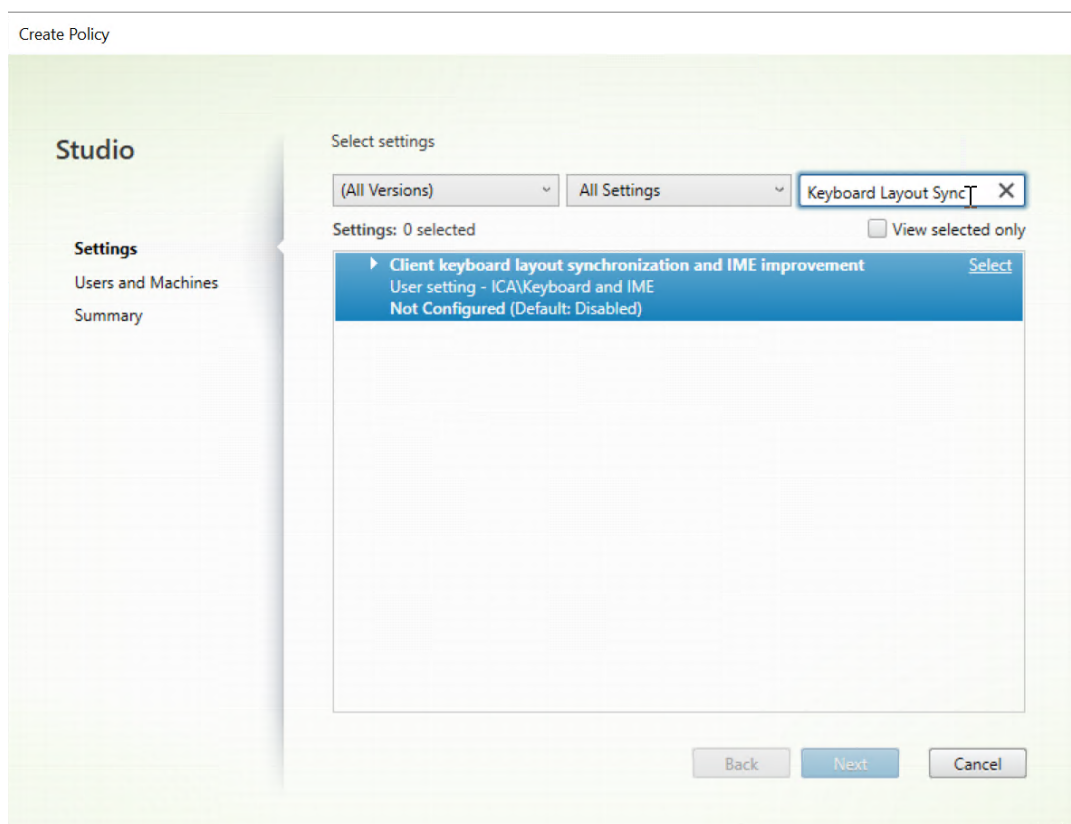 Create Policy
Studio
Settings
Users and Machines
Summary
Select settings
(All Versions)
All Settings
Keyboard Layout Sync
Settings: 0 selected
View selected only
Client keyboard layout synchronization and IME improvement
Select
User setting - ICA\Keyboard and IME
Not Configured (Default: Disabled)
Back
Next
Cancel